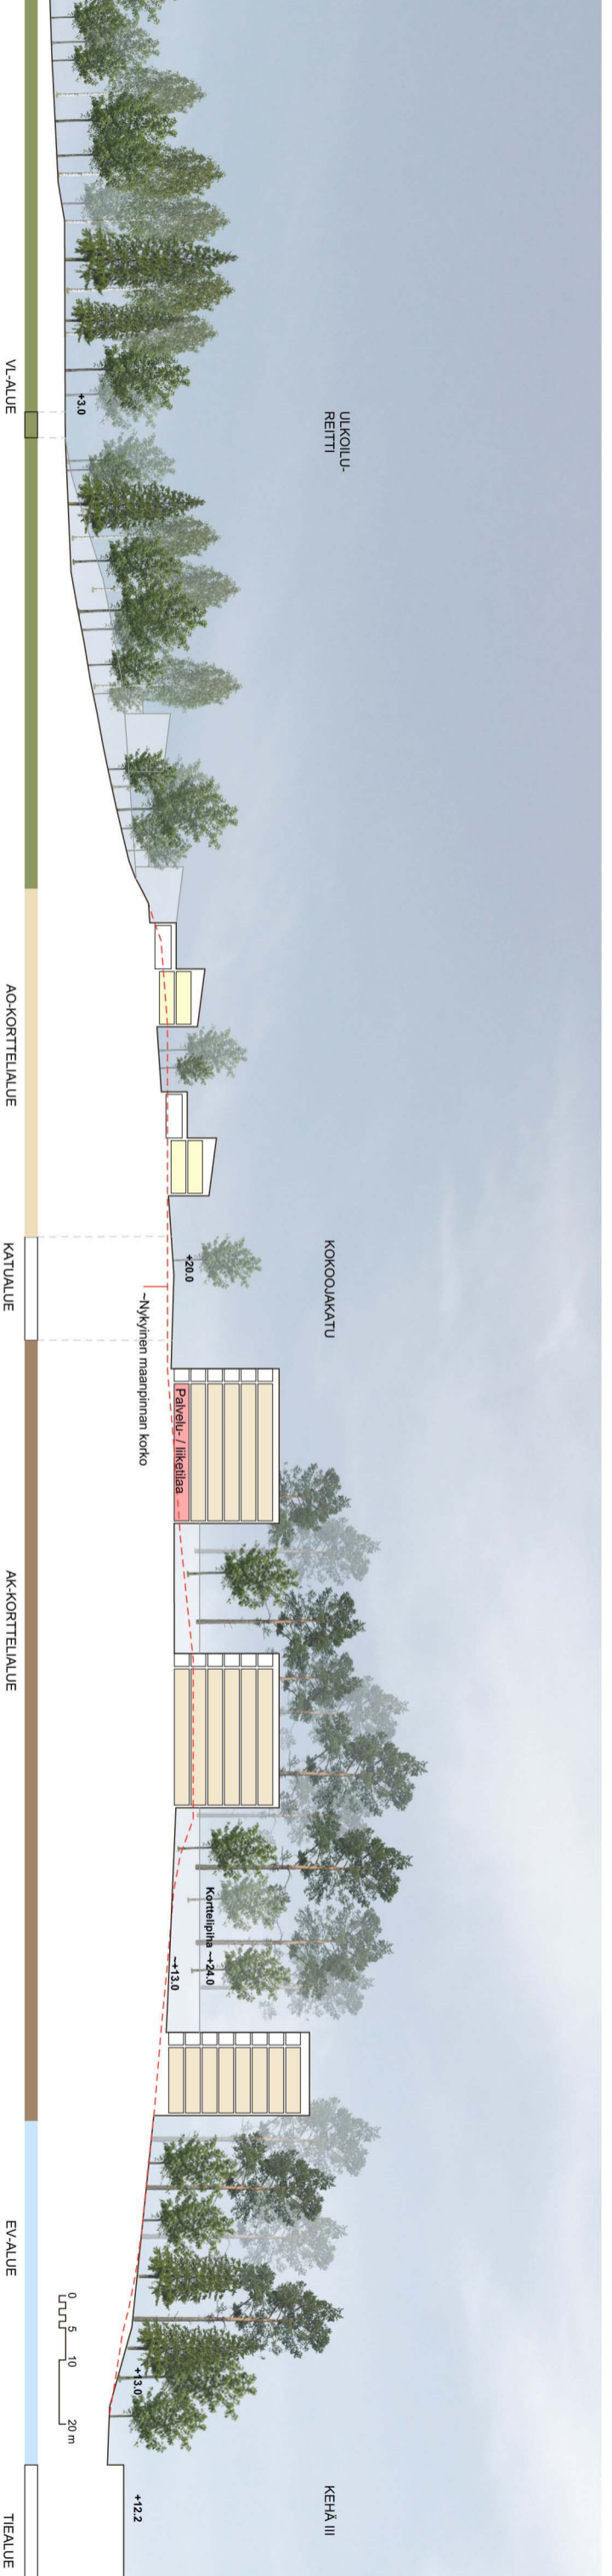 ULKOILU-
REITTI
KOKOOJAKATU
KEHÄ III
+3.0
+20.0
~Nykyinen maanpinnan korko
Palvelu- / liiketilaa
Korttelipiha ~+24.0
~+13.0
+13.0
+12.2
0 5 10 20 m
VL-ALUE
AO-KORTTELIALUE
KATUALUE
AK-KORTTELIALUE
EV-ALUE
TIEALUE